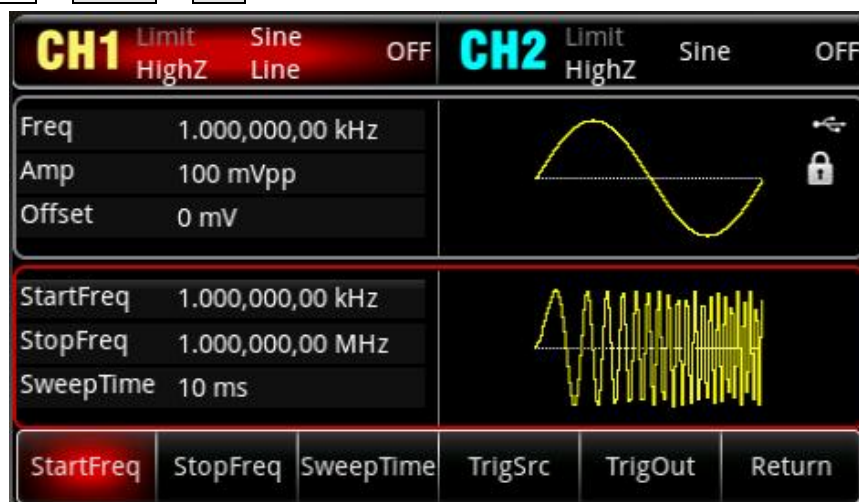 CH1 Limit Sine OFF CH2 Limit Sine OFF
HighZ Line HighZ
Freq 1.000,000,00 kHz
Amp 100 mVpp
Offset 0 mV
StartFreq 1.000,000,00 kHz
StopFreq 1.000,000,00 MHz
SweepTime 10 ms
StartFreq StopFreq SweepTime TrigSrc TrigOut Return